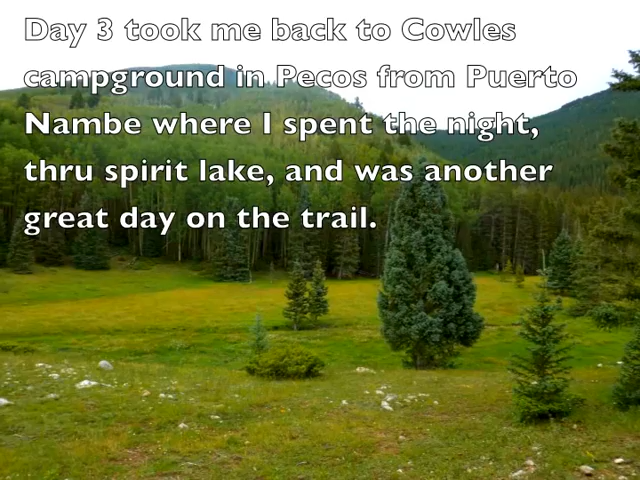 Day 3 took me back to Cowles
campground in Pecos from Puerto
Nambe where I spent the night,
thru spirit lake, and was another
great day on the trail.